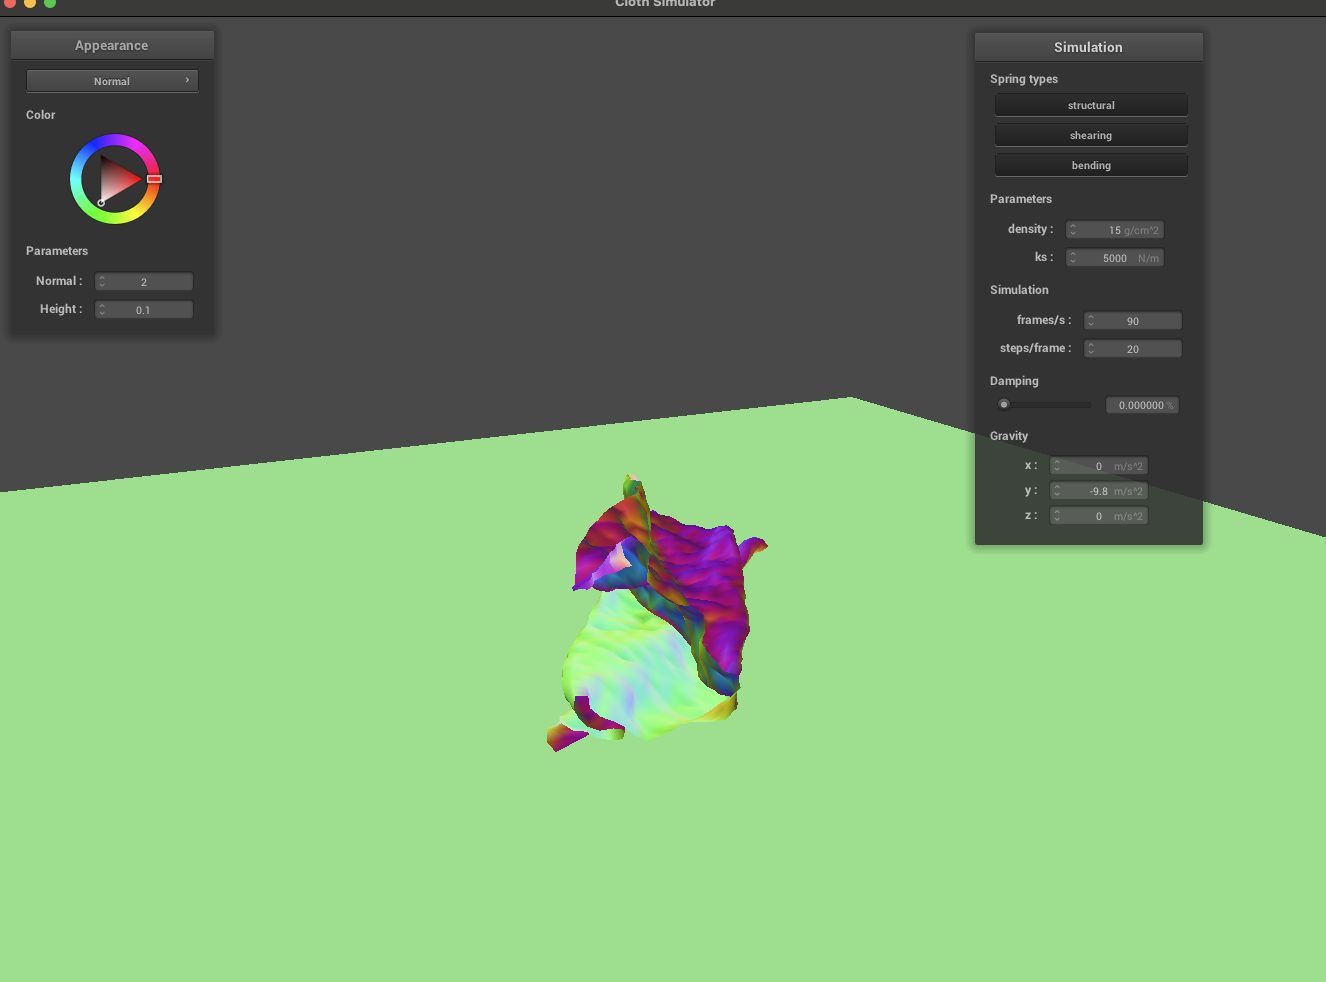 Cloth Simulator
Appearance
Normal
Color
Parameters
Normal : 2
Height : 0.1
Simulation
Spring types
structural
shearing
bending
Parameters
density : 15 g/cm^2
ks : 5000 N/m
Simulation
frames/s : 90
steps/frame : 20
Damping
0.000000 %
Gravity
x : 0 m/s^2
y : -9.8 m/s^2
z : 0 m/s^2